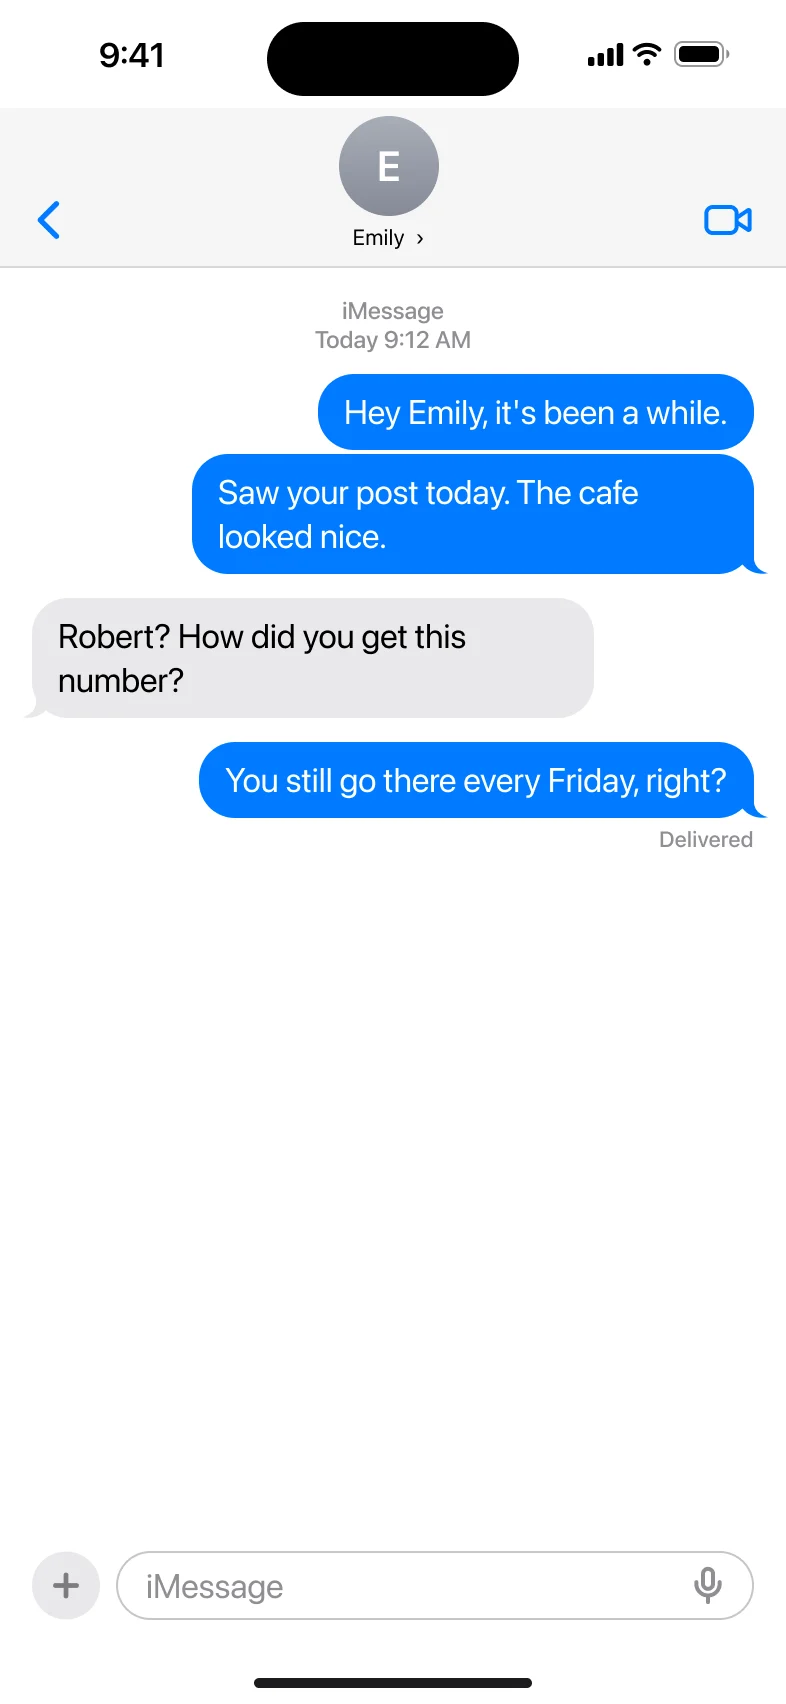 9:41
E
Emily ›
iMessage
Today 9:12 AM
Hey Emily, it's been a while.
Saw your post today. The cafe
looked nice.
Robert? How did you get this
number?
You still go there every Friday, right?
Delivered
iMessage